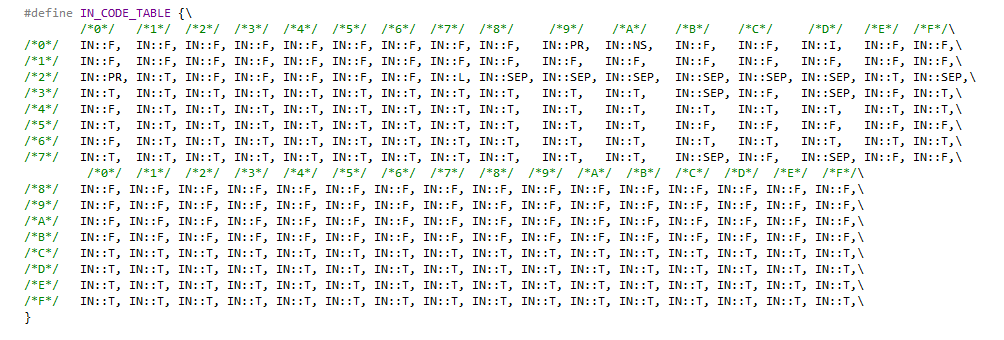 #define IN_CODE_TABLE {\
/*0*/ /*1*/ /*2*/ /*3*/ /*4*/ /*5*/ /*6*/ /*7*/ /*8*/ /*9*/ /*A*/ /*B*/ /*C*/ /*D*/ /*E*/ /*F*/\
/*0*/ IN::F, IN::F, IN::F, IN::F, IN::F, IN::F, IN::F, IN::F, IN::F, IN::PR, IN::NS, IN::F, IN::F, IN::I, IN::F, IN::F,\
/*1*/ IN::F, IN::F, IN::F, IN::F, IN::F, IN::F, IN::F, IN::F, IN::F, IN::F, IN::F, IN::F, IN::F, IN::F, IN::F, IN::F,\
/*2*/ IN::PR, IN::T, IN::F, IN::F, IN::F, IN::F, IN::F, IN::L, IN::SEP, IN::SEP, IN::SEP, IN::SEP, IN::SEP, IN::SEP, IN::T, IN::SEP,\
/*3*/ IN::T, IN::T, IN::T, IN::T, IN::T, IN::T, IN::T, IN::T, IN::T, IN::T, IN::T, IN::SEP, IN::F, IN::SEP, IN::F, IN::T,\
/*4*/ IN::F, IN::T, IN::T, IN::T, IN::T, IN::T, IN::T, IN::T, IN::T, IN::T, IN::T, IN::T, IN::T, IN::T, IN::T, IN::T,\
/*5*/ IN::T, IN::T, IN::T, IN::T, IN::T, IN::T, IN::T, IN::T, IN::T, IN::T, IN::T, IN::F, IN::F, IN::F, IN::F, IN::T,\
/*6*/ IN::F, IN::T, IN::T, IN::T, IN::T, IN::T, IN::T, IN::T, IN::T, IN::T, IN::T, IN::T, IN::T, IN::T, IN::T, IN::T,\
/*7*/ IN::T, IN::T, IN::T, IN::T, IN::T, IN::T, IN::T, IN::T, IN::T, IN::T, IN::T, IN::SEP, IN::F, IN::SEP, IN::F, IN::F,\
/*0*/ /*1*/ /*2*/ /*3*/ /*4*/ /*5*/ /*6*/ /*7*/ /*8*/ /*9*/ /*A*/ /*B*/ /*C*/ /*D*/ /*E*/ /*F*/\
/*8*/ IN::F, IN::F, IN::F, IN::F, IN::F, IN::F, IN::F, IN::F, IN::F, IN::F, IN::F, IN::F, IN::F, IN::F, IN::F, IN::F,\
/*9*/ IN::F, IN::F, IN::F, IN::F, IN::F, IN::F, IN::F, IN::F, IN::F, IN::F, IN::F, IN::F, IN::F, IN::F, IN::F, IN::F,\
/*A*/ IN::F, IN::F, IN::F, IN::F, IN::F, IN::F, IN::F, IN::F, IN::F, IN::F, IN::F, IN::F, IN::F, IN::F, IN::F, IN::F,\
/*B*/ IN::F, IN::F, IN::F, IN::F, IN::F, IN::F, IN::F, IN::F, IN::F, IN::F, IN::F, IN::F, IN::F, IN::F, IN::F, IN::F,\
/*C*/ IN::T, IN::T, IN::T, IN::T, IN::T, IN::T, IN::T, IN::T, IN::T, IN::T, IN::T, IN::T, IN::T, IN::T, IN::T, IN::T,\
/*D*/ IN::T, IN::T, IN::T, IN::T, IN::T, IN::T, IN::T, IN::T, IN::T, IN::T, IN::T, IN::T, IN::T, IN::T, IN::T, IN::T,\
/*E*/ IN::T, IN::T, IN::T, IN::T, IN::T, IN::T, IN::T, IN::T, IN::T, IN::T, IN::T, IN::T, IN::T, IN::T, IN::T, IN::T,\
/*F*/ IN::T, IN::T, IN::T, IN::T, IN::T, IN::T, IN::T, IN::T, IN::T, IN::T, IN::T, IN::T, IN::T, IN::T, IN::T, IN::T,\
}